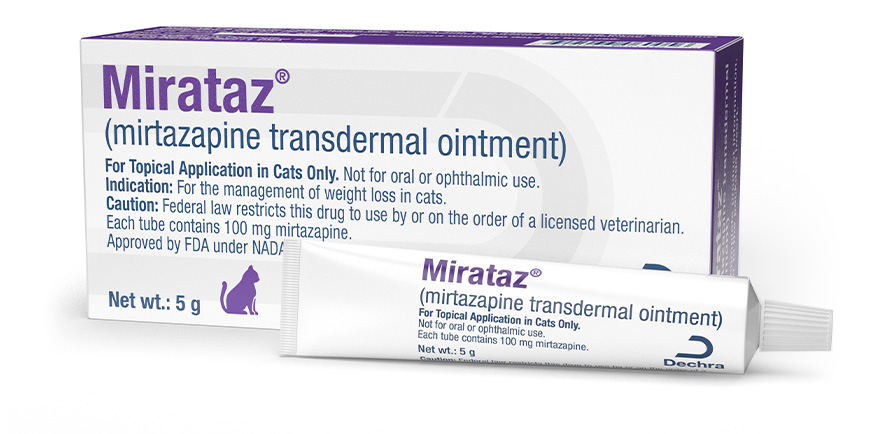 Mirataz®
(mirtazapine transdermal ointment)
For Topical Application in Cats Only. Not for oral or ophthalmic use.
Indication: For the management of weight loss in cats.
Caution: Federal law restricts this drug to use by or on the order of a licensed veterinarian.
Each tube contains 100 mg mirtazapine.
Approved by FDA under NADA
Net wt.: 5 g
Mirataz®
(mirtazapine transdermal ointment)
For Topical Application in Cats Only.
Not for oral or ophthalmic use.
Each tube contains 100 mg mirtazapine.
Net wt.: 5 g
Dechra